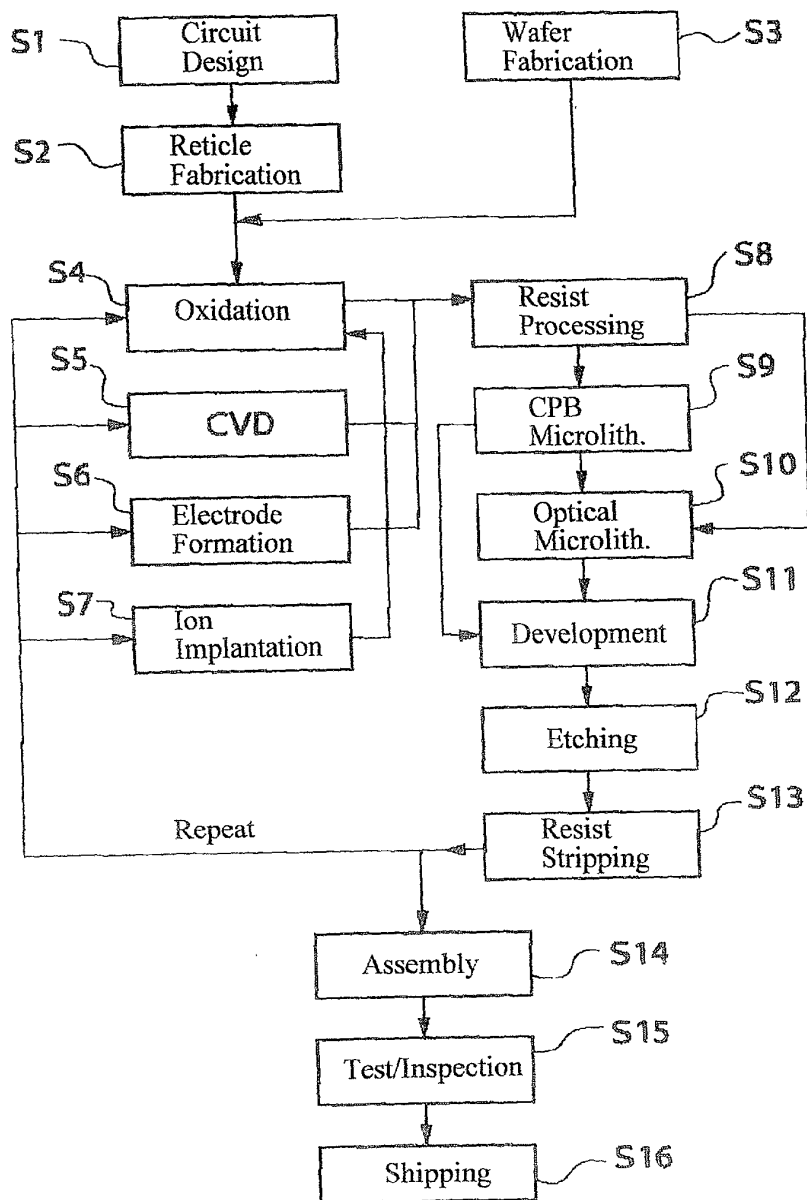 S1
Circuit
Design
Wafer
Fabrication
S3
S2
Reticle
Fabrication
S4
Oxidation
Resist
Processing
S8
S5
CVD
CPB
Microlith.
S9
S6
Electrode
Formation
Optical
Microlith.
S10
S7
Ion
Implantation
Development
S11
Etching
S12
Repeat
Resist
Stripping
S13
Assembly
S14
Test/Inspection
S15
Shipping
S16